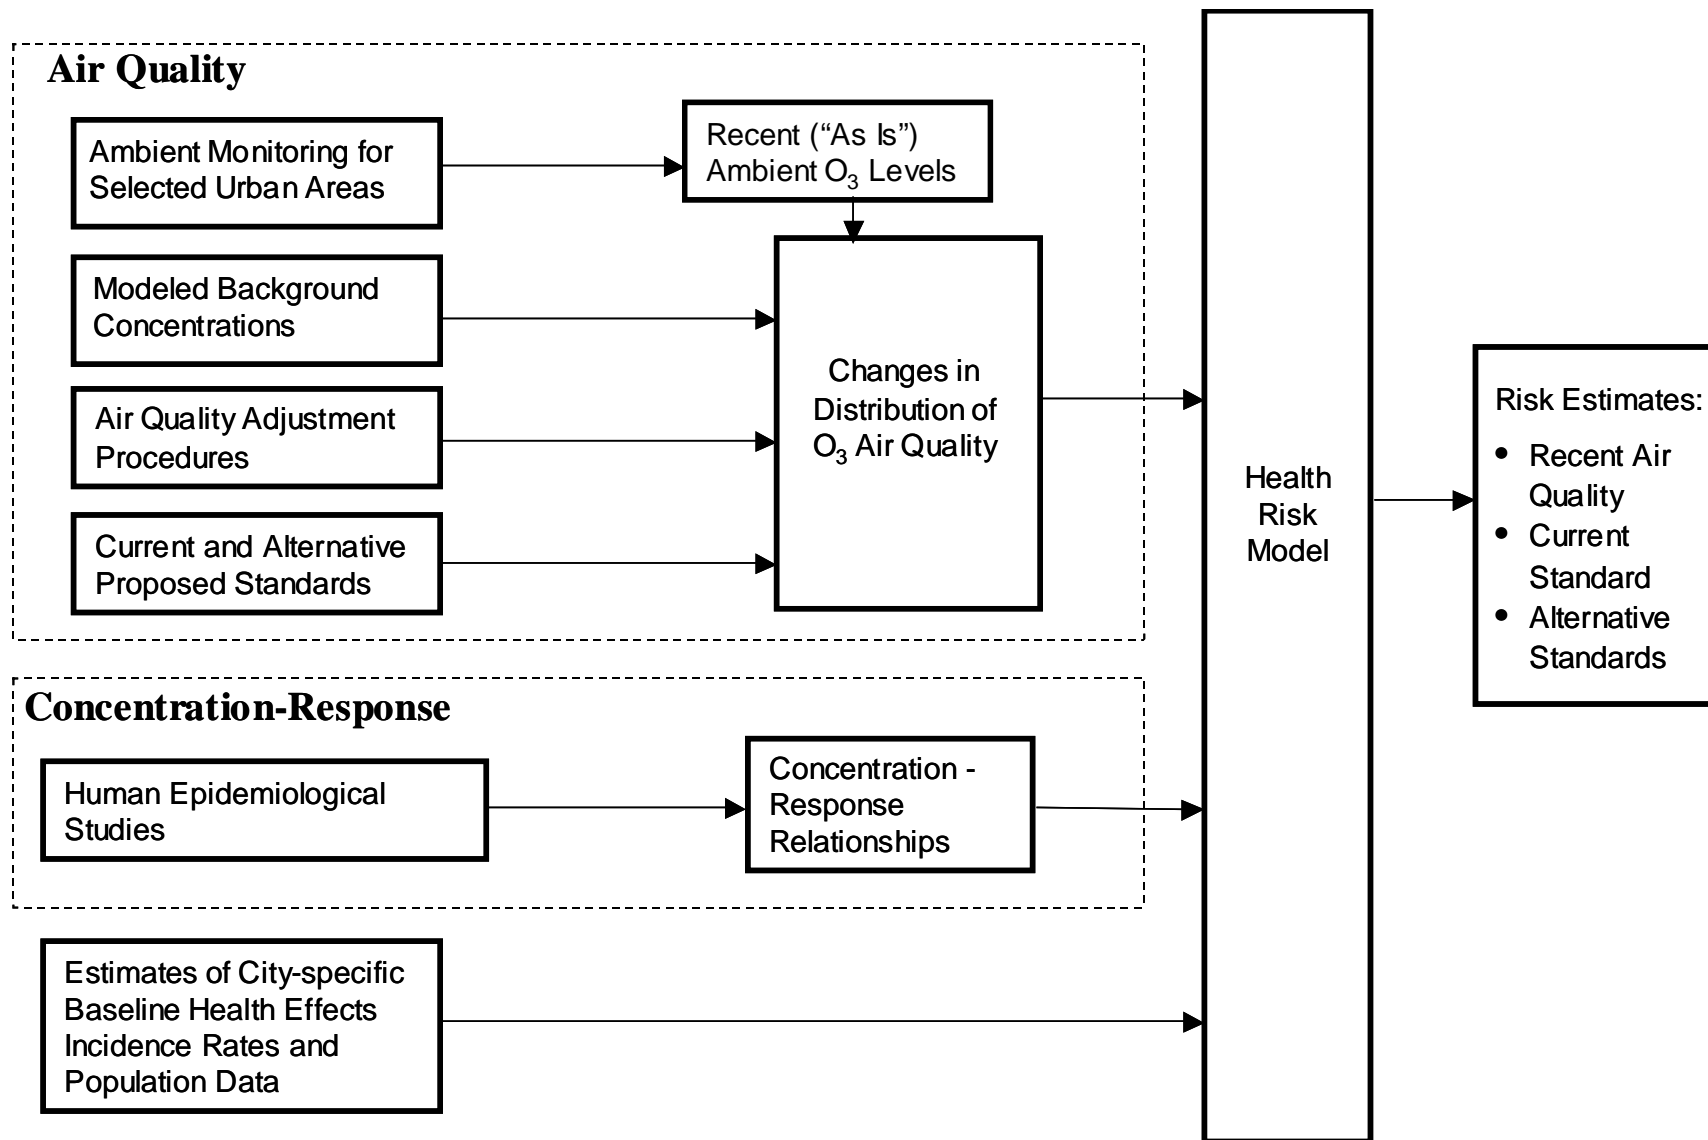 Air Quality
Ambient Monitoring for
Selected Urban Areas
Recent (“As Is”)
Ambient O₃ Levels
Modeled Background
Concentrations
Air Quality Adjustment
Procedures
Current and Alternative
Proposed Standards
Changes in
Distribution of
O₃ Air Quality
Concentration-Response
Human Epidemiological
Studies
Concentration -
Response
Relationships
Estimates of City-specific
Baseline Health Effects
Incidence Rates and
Population Data
Health
Risk
Model
Risk Estimates:
• Recent Air
Quality
• Current
Standard
• Alternative
Standards